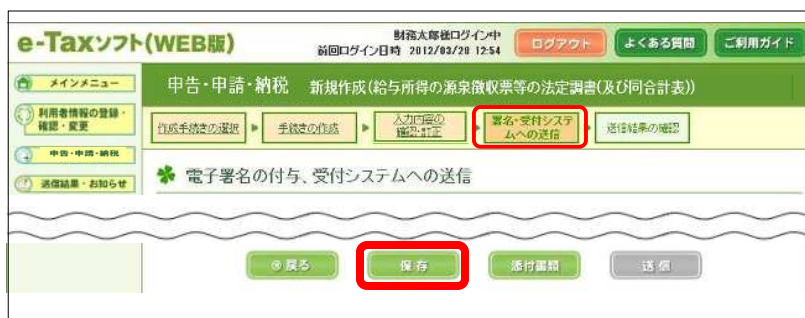 e-Taxソフト(WEB版)
財務太郎様ログイン中
前回ログイン日時 2012/03/28 12:54
ログアウト
よくある質問
ご利用ガイド
メインメニュー
利用者情報の登録・
確認・変更
申告・申請・納税
送信結果・お知らせ
申告・申請・納税 新規作成(給与所得の源泉徴収票等の法定調書(及び同合計表))
作成手続きの選択
手続きの作成
入力内容の
確認・訂正
署名・受付システ
ムへの送信
送信結果の確認
電子署名の付与、受付システムへの送信
戻る
保存
添付書類
送信